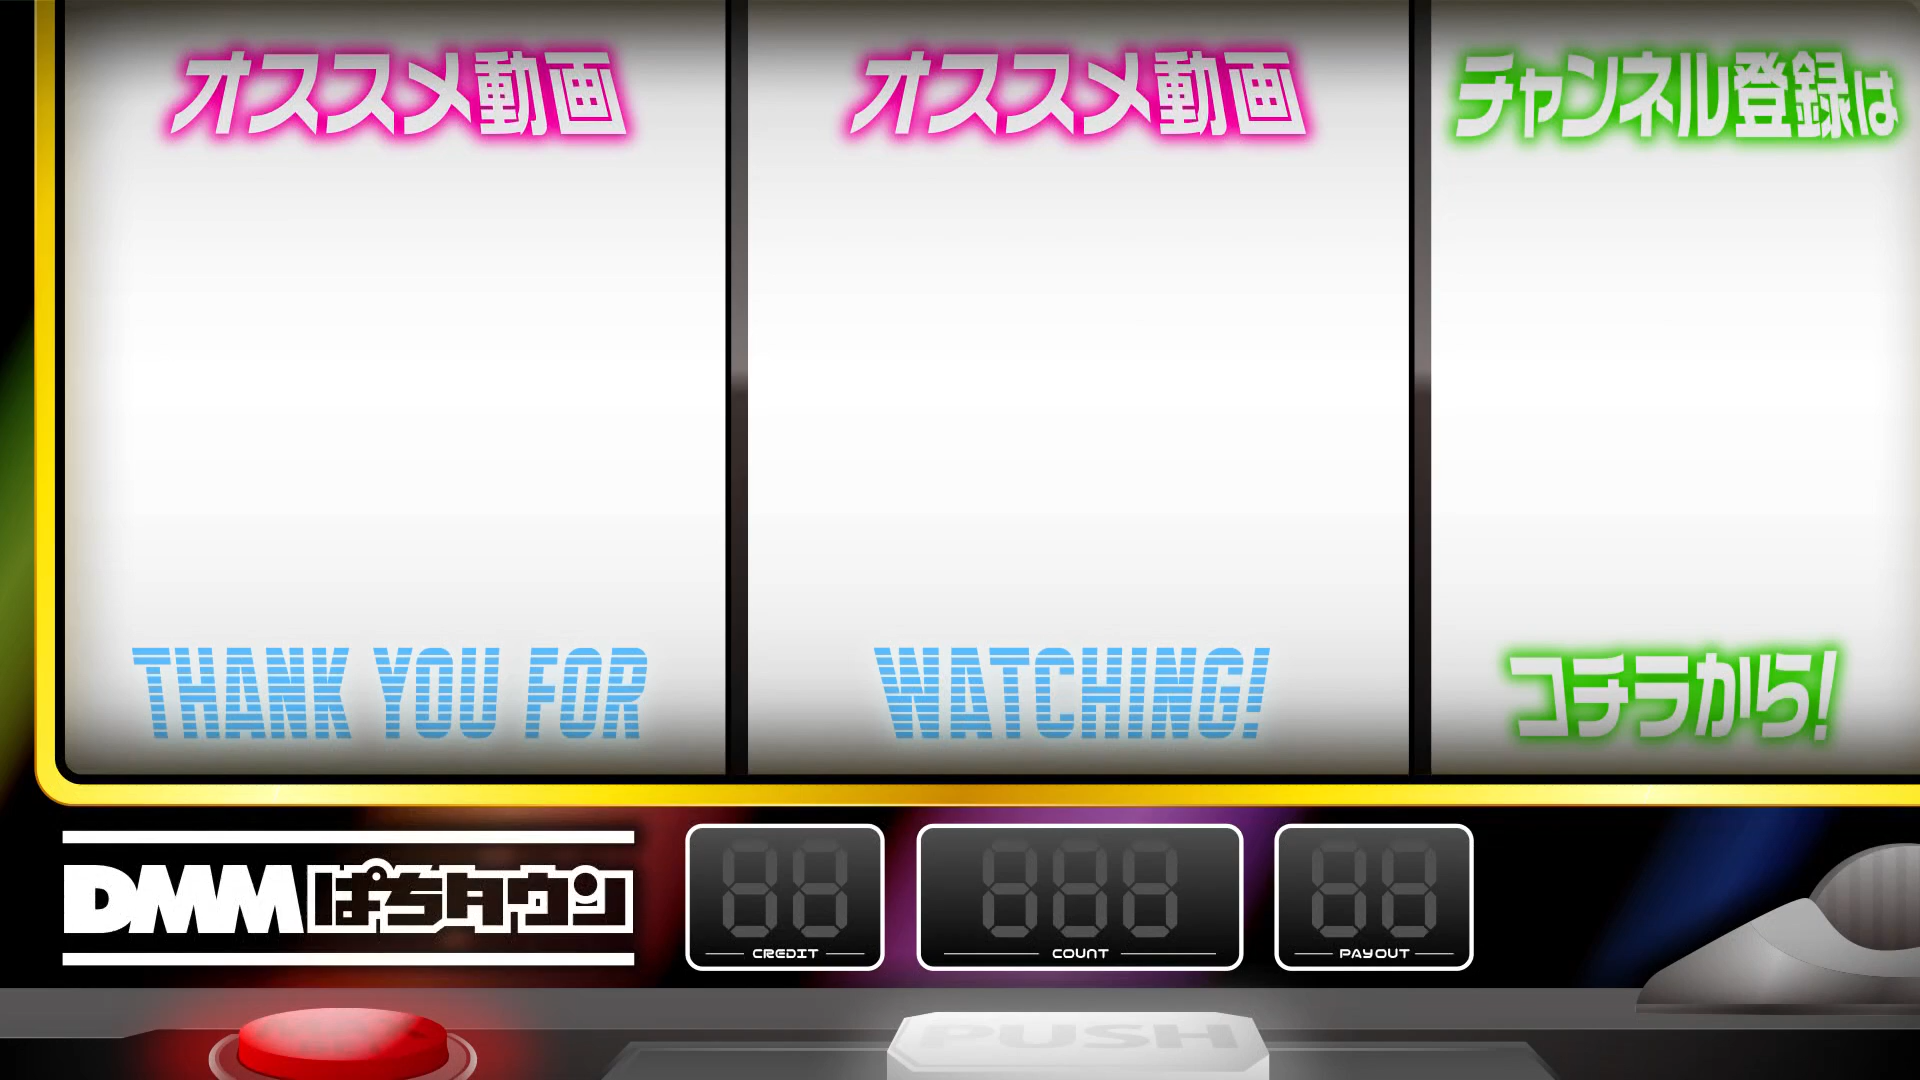 オススメ動画
オススメ動画
チャンネル登録は
THANK YOU FOR
WATCHING!
コチラから!
DMMぱちタウン
CREDIT
COUNT
PAYOUT
PUSH